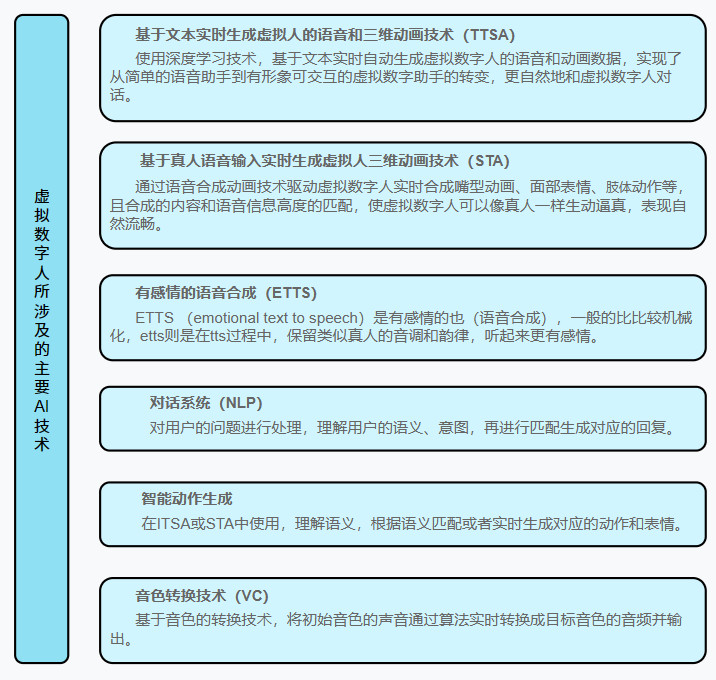 虚拟数字人所涉及的主要AI技术
基于文本实时生成虚拟人的语音和三维动画技术（TTSA）
使用深度学习技术，基于文本实时自动生成虚拟数字人的语音和动画数据，实现了
从简单的语音助手到有形象可交互的虚拟数字助手的转变，更自然地和虚拟数字人对
话。
基于真人语音输入实时生成虚拟人三维动画技术（STA）
通过语音合成动画技术驱动虚拟数字人实时合成嘴型动画、面部表情、肢体动作等，
且合成的内容和语音信息高度的匹配，使虚拟数字人可以像真人一样生动逼真，表现自
然流畅。
有感情的语音合成（ETTS）
ETTS （emotional text to speech）是有感情的也（语音合成），一般的比比较机械
化，etts则是在tts过程中，保留类似真人的音调和韵律，听起来更有感情。
对话系统（NLP）
对用户的问题进行处理，理解用户的语义、意图，再进行匹配生成对应的回复。
智能动作生成
在ITSA或STA中使用，理解语义，根据语义匹配或者实时生成对应的动作和表情。
音色转换技术（VC）
基于音色的转换技术，将初始音色的声音通过算法实时转换成目标音色的音频并输
出。